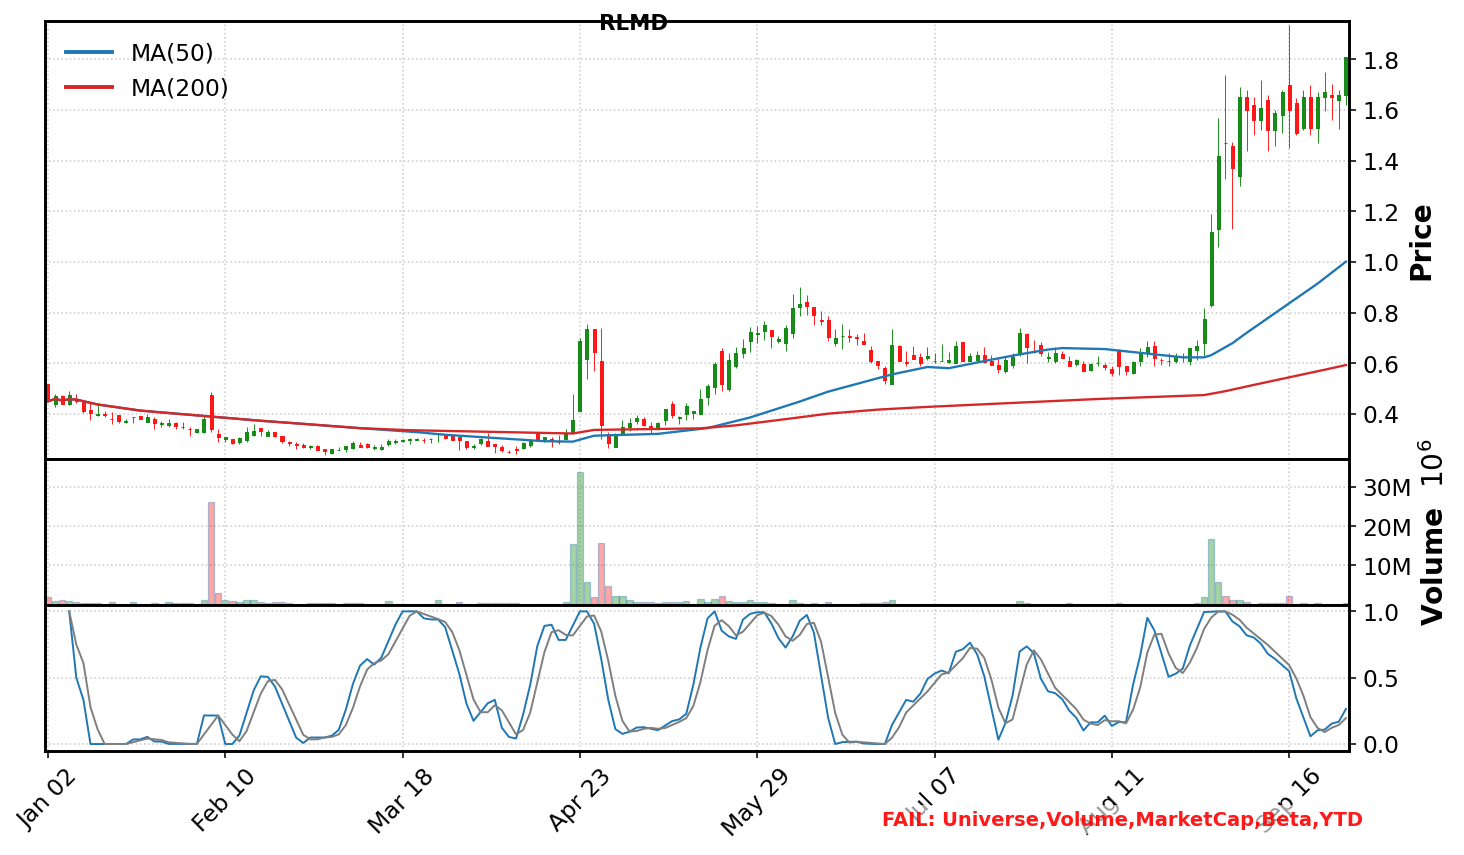 RLMD
MA(50)
MA(200)
1.8
1.6
1.4
1.2
1.0
0.8
0.6
0.4
Price
30M
20M
10M
Volume 10^6
1.0
0.5
0.0
Jan 02
Feb 10
Mar 18
Apr 23
May 29
Jul 07
Aug 11
Sep 16
FAIL: Universe,Volume,MarketCap,Beta,YTD